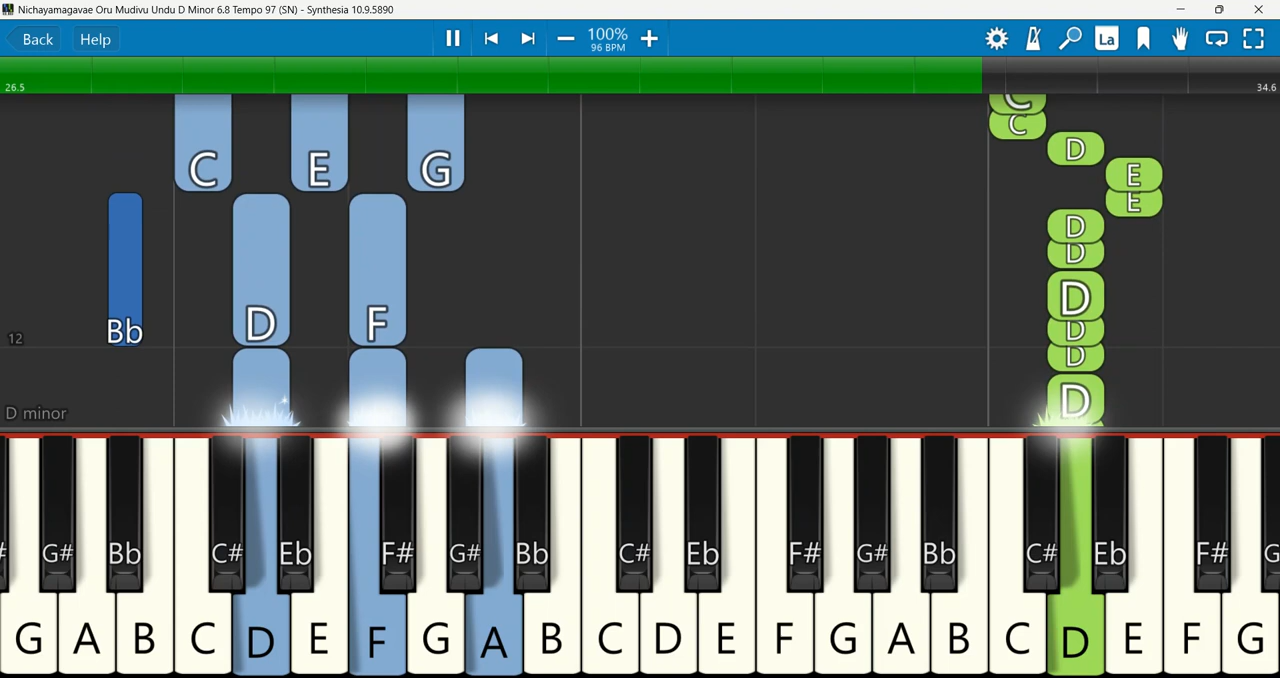 Nichayamagavae Oru Mudivu Undu D Minor 6.8 Tempo 97 (SN) - Synthesia 10.9.5890
Back Help 100% La
96 BPM
26.5 34.6
C C
C E G D
E
E
D
D
Bb D F D
D
12 D
D minor D
G# Bb C# Eb F# G# Bb C# Eb F# G# Bb C# Eb F#
G A B C D E F G A B C D E F G A B C D E F G